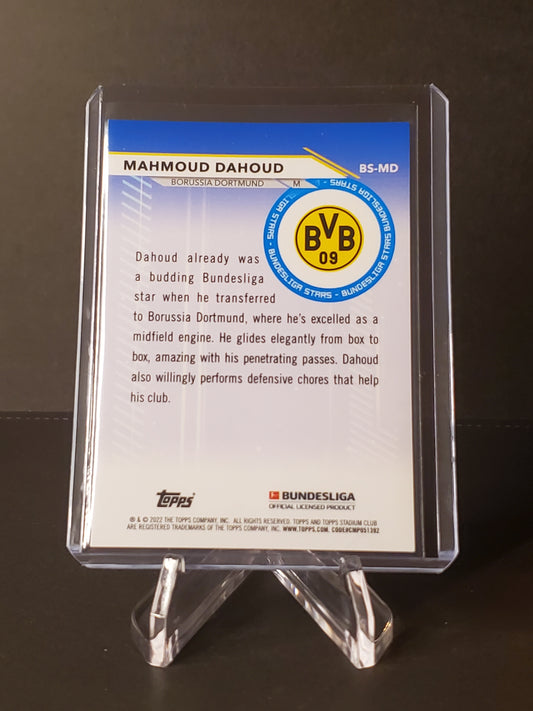 MAHMOUD DAHOUD
BS-MD
BORUSSIA DORTMUND M
BUNDESLIGA STARS - BUNDESLIGA STARS - BUNDESLIGA STARS -
BVB
09
Dahoud already was
a budding Bundesliga
star when he transferred
to Borussia Dortmund, where he's excelled as a
midfield engine. He glides elegantly from box to
box, amazing with his penetrating passes. Dahoud
also willingly performs defensive chores that help
his club.
topps
BUNDESLIGA
OFFICIAL LICENSED PRODUCT
® & © 2022 THE TOPPS COMPANY, INC. ALL RIGHTS RESERVED. TOPPS AND TOPPS STADIUM CLUB
ARE REGISTERED TRADEMARKS OF THE TOPPS COMPANY, INC. WWW.TOPPS.COM. CODE#CMP051392